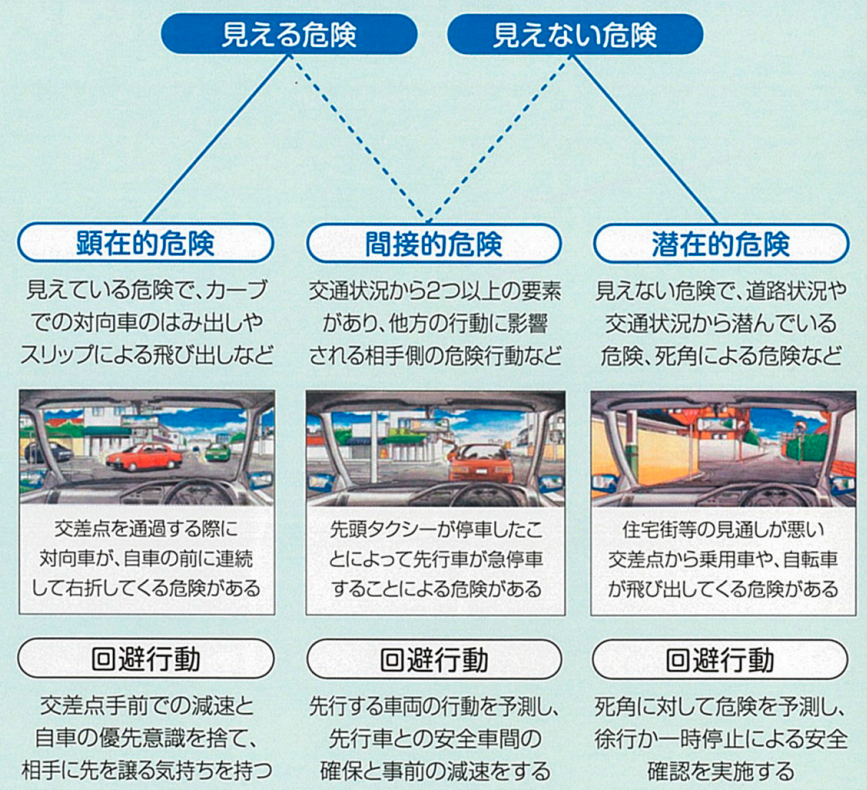 見える危険
見えない危険
顕在的危険
見えている危険で、カーブ
での対向車のはみ出しや
スリップによる飛び出しなど
交差点を通過する際に
対向車が、自車の前に連続
して右折してくる危険がある
回避行動
交差点手前での減速と
自車の優先意識を捨て、
相手に先を譲る気持ちを持つ
間接的危険
交通状況から2つ以上の要素
があり、他方の行動に影響
される相手側の危険行動など
先頭タクシーが停車したこ
とによって先行車が急停車
することによる危険がある
回避行動
先行する車両の行動を予測し、
先行車との安全車間の
確保と事前の減速をする
潜在的危険
見えない危険で、道路状況や
交通状況から潜んでいる
危険、死角による危険など
住宅街等の見通しが悪い
交差点から乗用車や、自転車
が飛び出してくる危険がある
回避行動
死角に対して危険を予測し、
徐行か一時停止による安全
確認を実施する